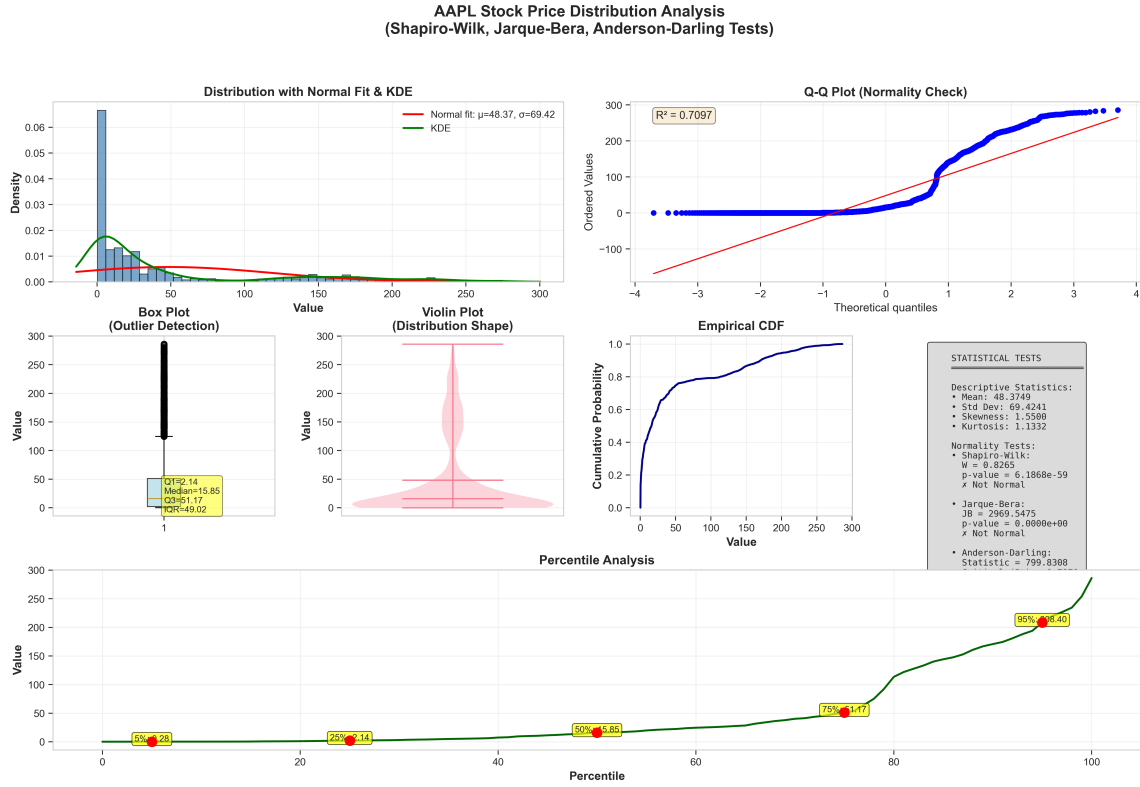 AAPL Stock Price Distribution Analysis
(Shapiro-Wilk, Jarque-Bera, Anderson-Darling Tests)
Distribution with Normal Fit & KDE
Density
0.06
0.05
0.04
0.03
0.02
0.01
0.00
Normal fit: μ=48.37, σ=69.42
KDE
0
50
100
150
200
250
300
Value
Q-Q Plot (Normality Check)
Ordered Values
R² = 0.7097
300
200
100
0
−100
−4
−3
−2
−1
0
1
2
3
4
Theoretical quantiles
Box Plot
(Outlier Detection)
Value
300
250
200
150
100
50
0
Q1=2.14
Median=15.85
Q3=51.17
IQR=49.02
1
Violin Plot
(Distribution Shape)
Value
300
250
200
150
100
50
0
Empirical CDF
Cumulative Probability
1.0
0.8
0.6
0.4
0.2
0.0
0
50
100
150
200
250
300
Value
STATISTICAL TESTS
Descriptive Statistics:
• Mean: 48.3749
• Std Dev: 69.4241
• Skewness: 1.5500
• Kurtosis: 1.1332
Normality Tests:
• Shapiro-Wilk:
W = 0.8265
p-value = 6.1868e-59
✗ Not Normal
• Jarque-Bera:
JB = 2969.5475
p-value = 0.0000e+00
✗ Not Normal
• Anderson-Darling:
Statistic = 799.8308
Percentile Analysis
Value
300
250
200
150
100
50
0
5%:
25%: 2.14
50%: 15.85
75%: 51.17
95%:
0
20
40
60
80
100
Percentile